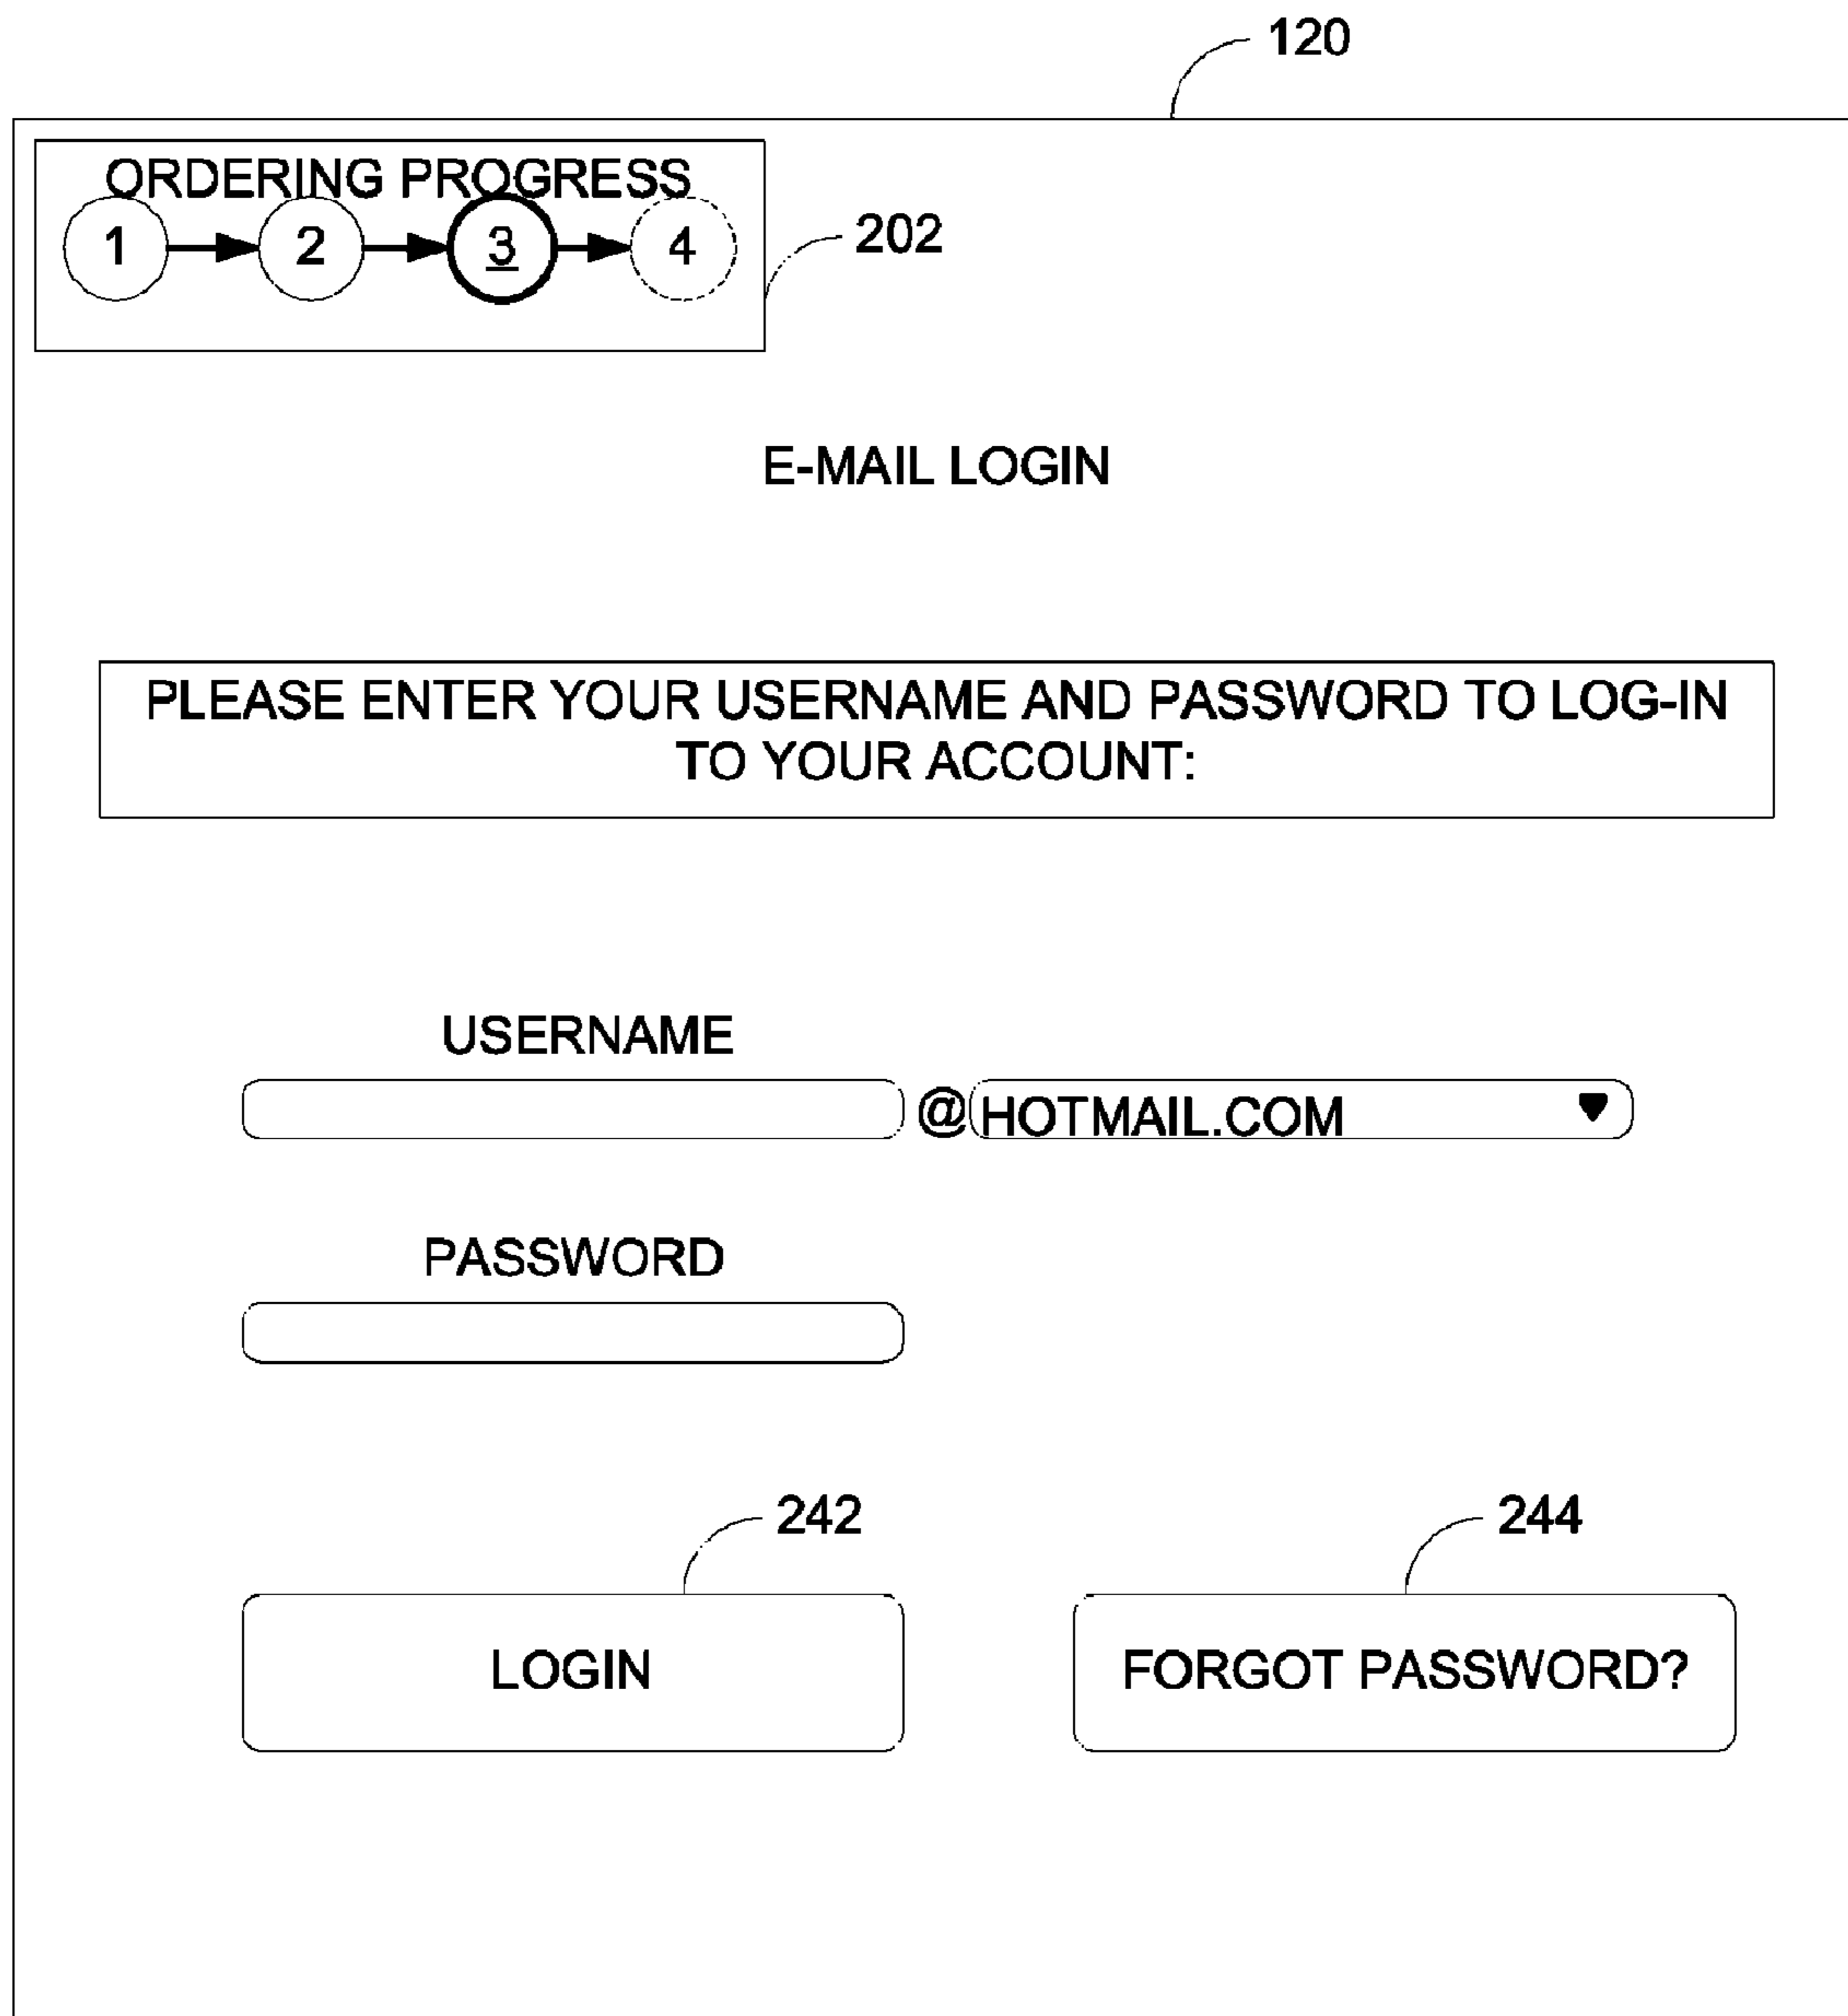 120
ORDERING PROGRESS
1 2 3 4
202
E-MAIL LOGIN
PLEASE ENTER YOUR USERNAME AND PASSWORD TO LOG-IN
TO YOUR ACCOUNT:
USERNAME
@ HOTMAIL.COM
PASSWORD
242
244
LOGIN
FORGOT PASSWORD?